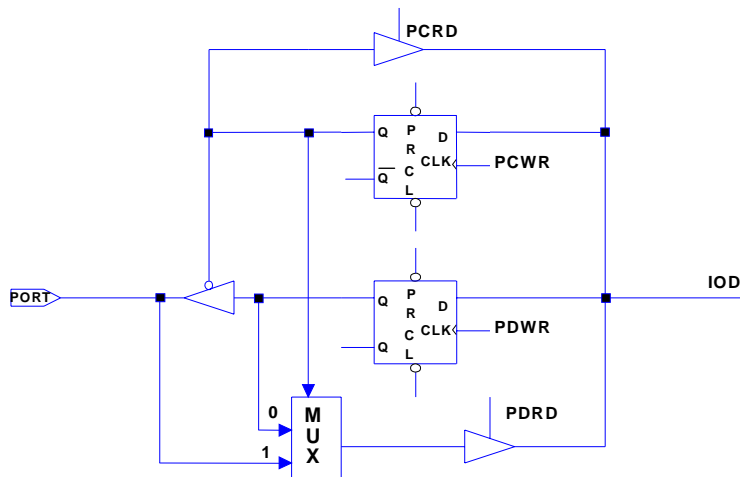 PCRD
Q P D
R
CLK PCWR
Q C
L
PORT
IOD
Q P D
R
CLK PDWR
C
Q L
0 M
U
1 X
PDRD